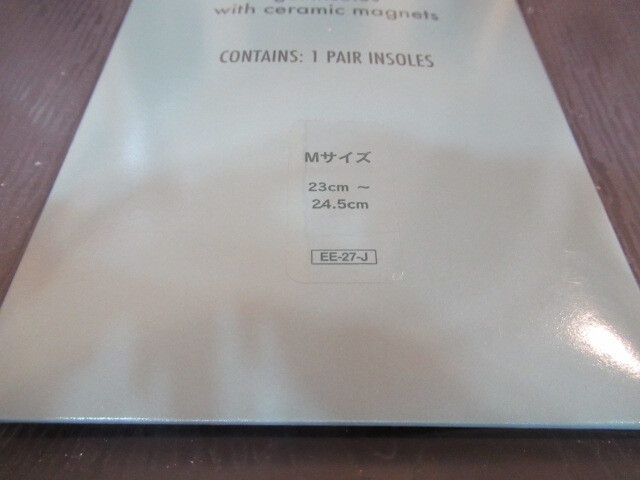 with ceramic magnets
CONTAINS: 1 PAIR INSOLES
Mサイズ
23cm ～
24.5cm
EE-27-J